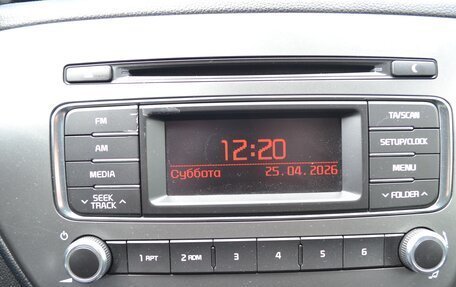 FM
TA/SCAN
AM
SETUP/CLOCK
12:20
MEDIA
MENU
Суббота 25.04.2026
SEEK
TRACK
FOLDER
1 RPT
2 RDM
3
4
5
6